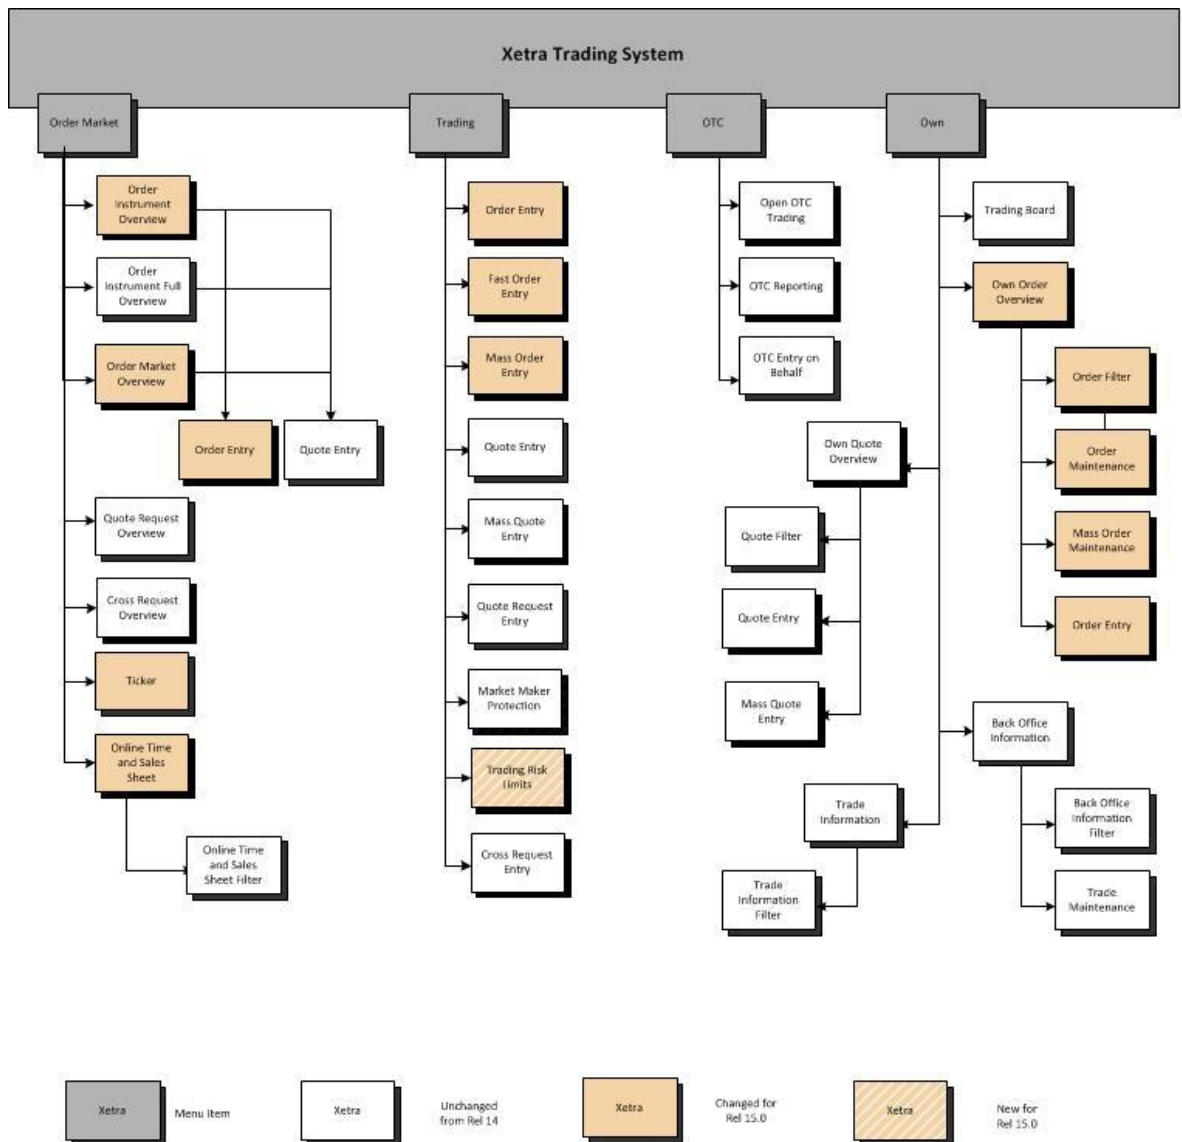 Xetra Trading System
Order Market
Trading
OTC
Own
Order
Instrument
Overview
Order
Instrument Full
Overview
Order Market
Overview
Order Entry
Quote Entry
Quote Request
Overview
Cross Request
Overview
Ticker
Online Time
and Sales
Sheet
Online Time
and Sales
Sheet Filter
Order Entry
Fast Order
Entry
Mass Order
Entry
Quote Entry
Mass Quote
Entry
Quote Request
Entry
Market Maker
Protection
Trading Risk
Limits
Cross Request
Entry
Open OTC
Trading
OTC Reporting
OTC Entry on
Behalf
Own Quote
Overview
Quote Filter
Quote Entry
Mass Quote
Entry
Trade
Information
Trade
Information
Filter
Trading Board
Own Order
Overview
Order Filter
Order
Maintenance
Mass Order
Maintenance
Order Entry
Back Office
Information
Back Office
Information
Filter
Trade
Maintenance
Xetra
Menu Item
Xetra
Unchanged
from Rel 14
Xetra
Changed for
Rel 15.0
Xetra
New for
Rel 15.0